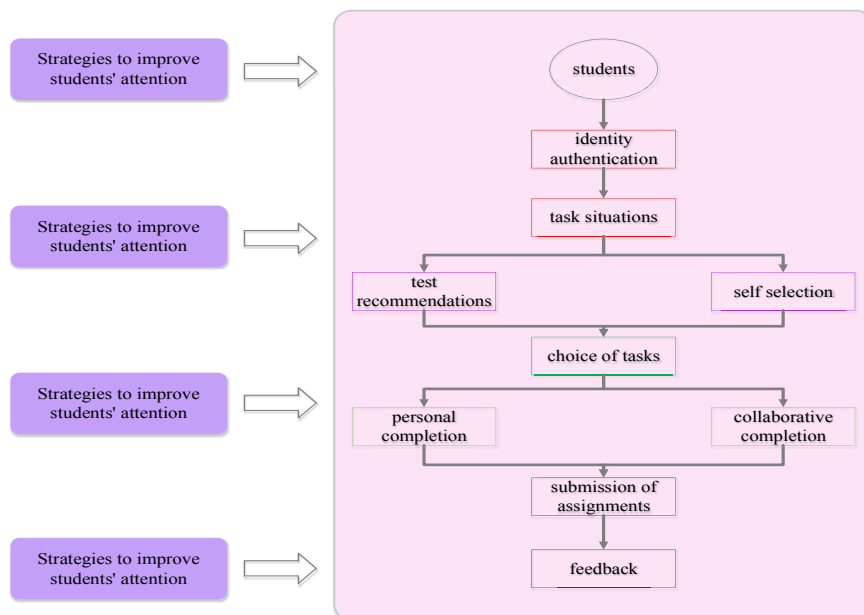 Strategies to improve
students' attention
students
identity
authentication
Strategies to improve
students' attention
task situations
test
recommendations
self selection
choice of tasks
Strategies to improve
students' attention
personal
completion
collaborative
completion
submission of
assignments
Strategies to improve
students' attention
feedback